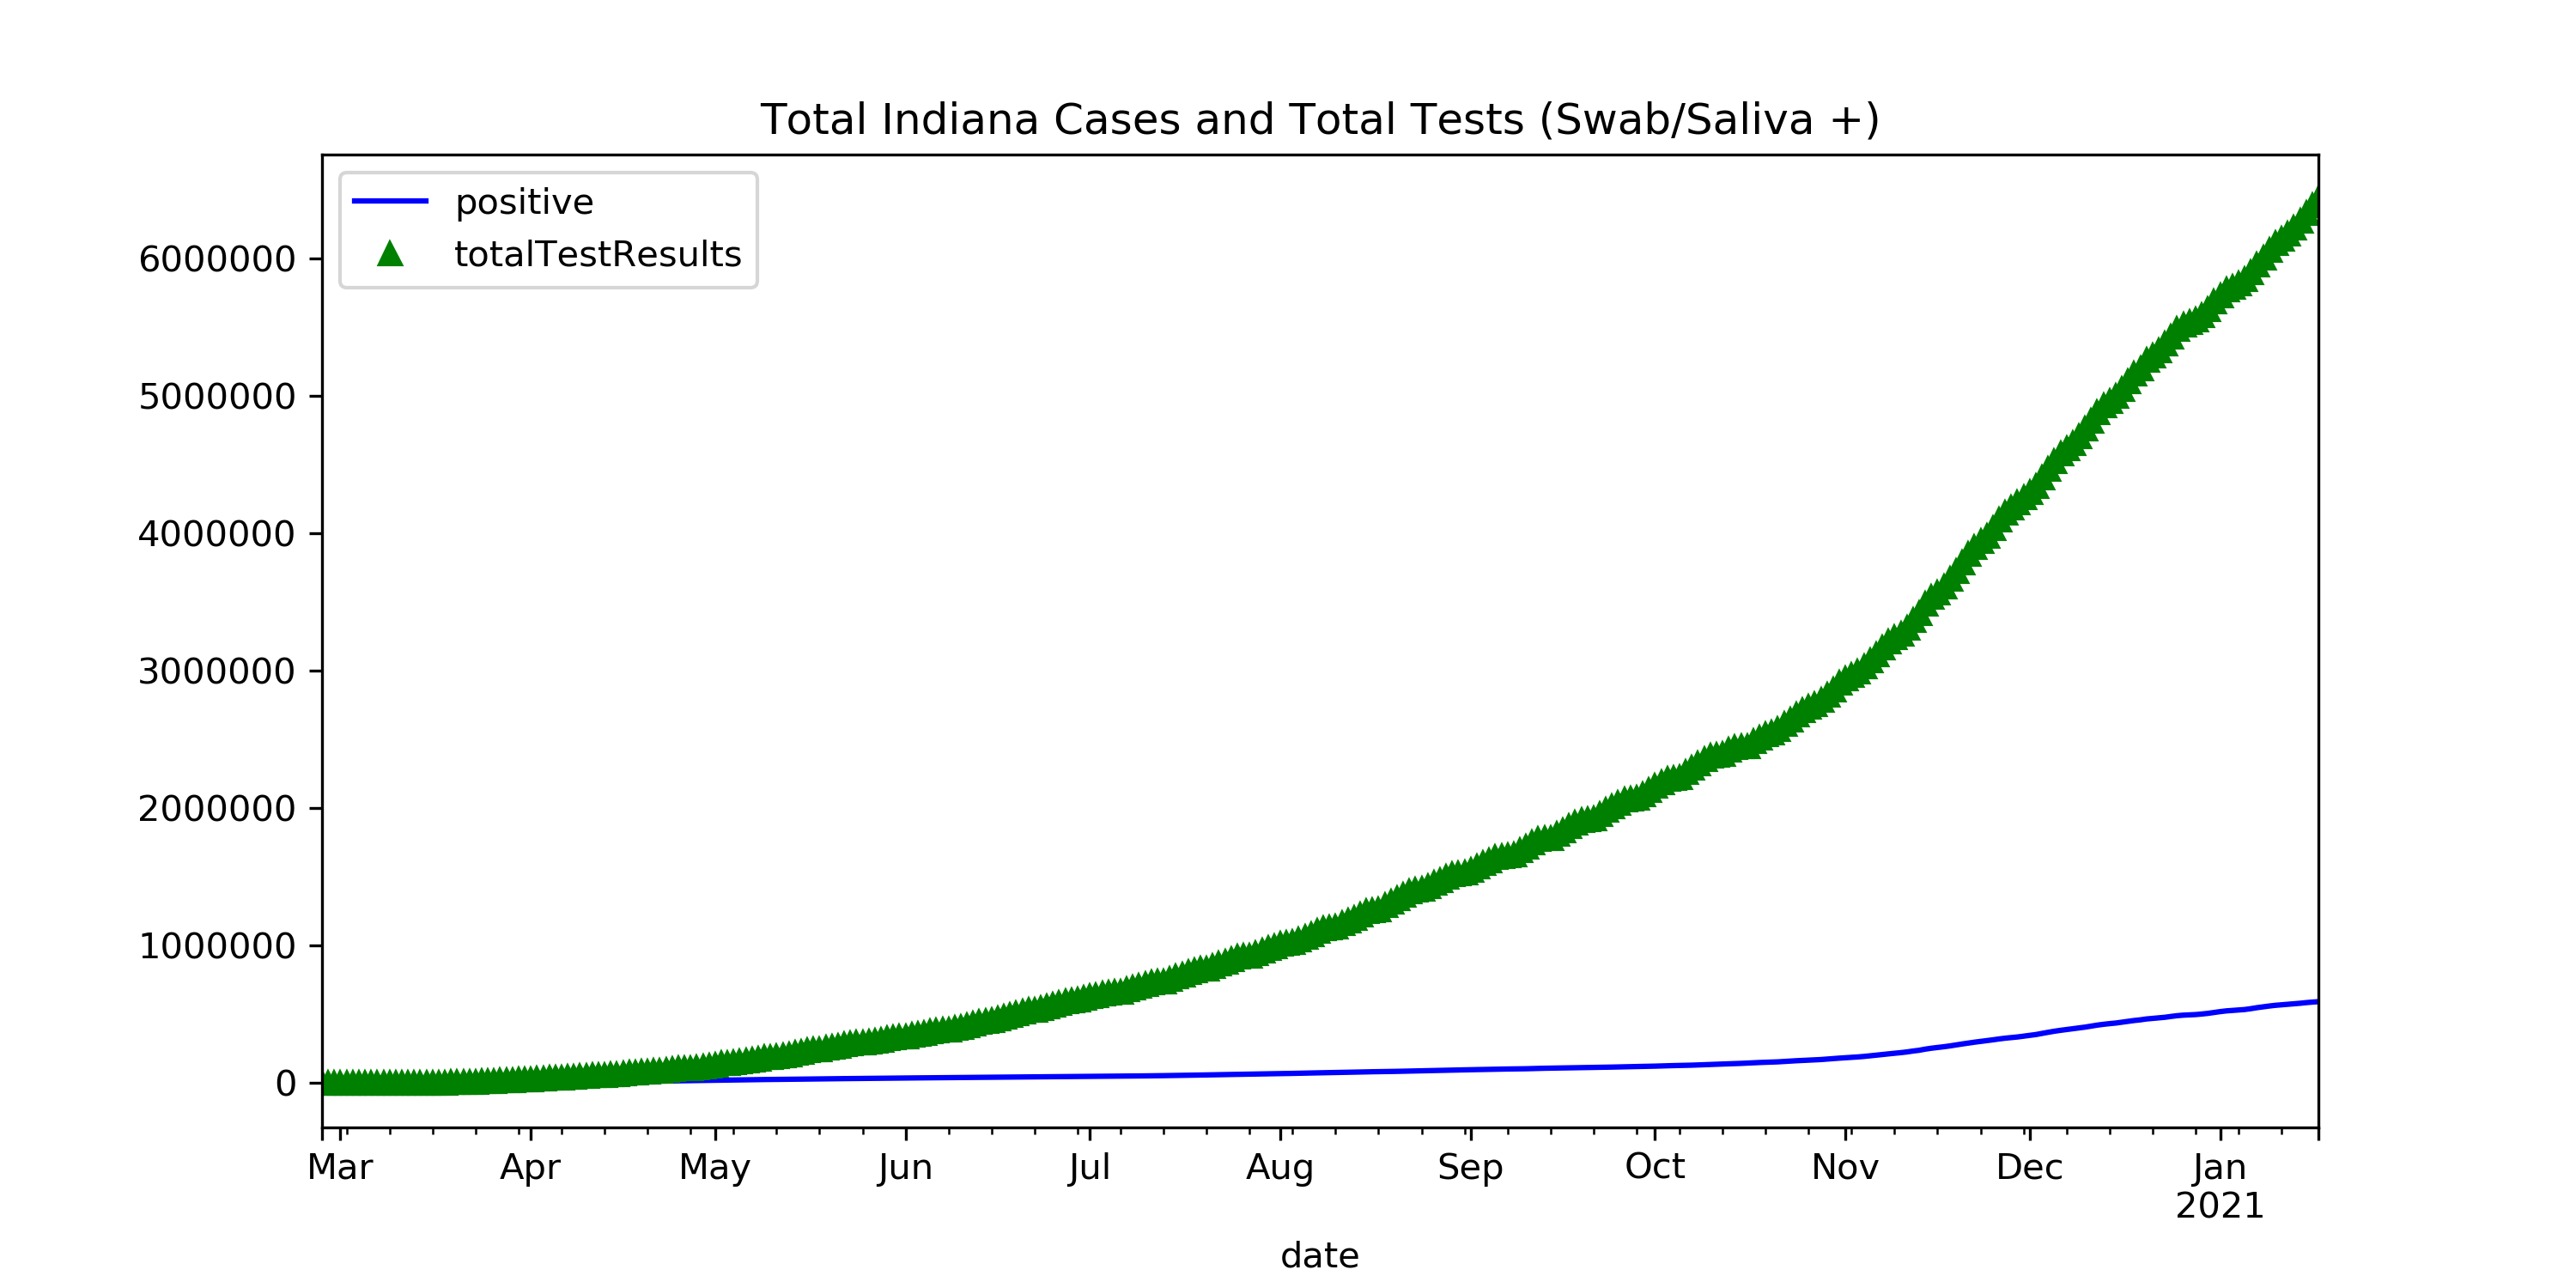 Total Indiana Cases and Total Tests (Swab/Saliva +)
positive
totalTestResults
6000000
5000000
4000000
3000000
2000000
1000000
0
Mar Apr May Jun Jul Aug Sep Oct Nov Dec Jan
2021
date